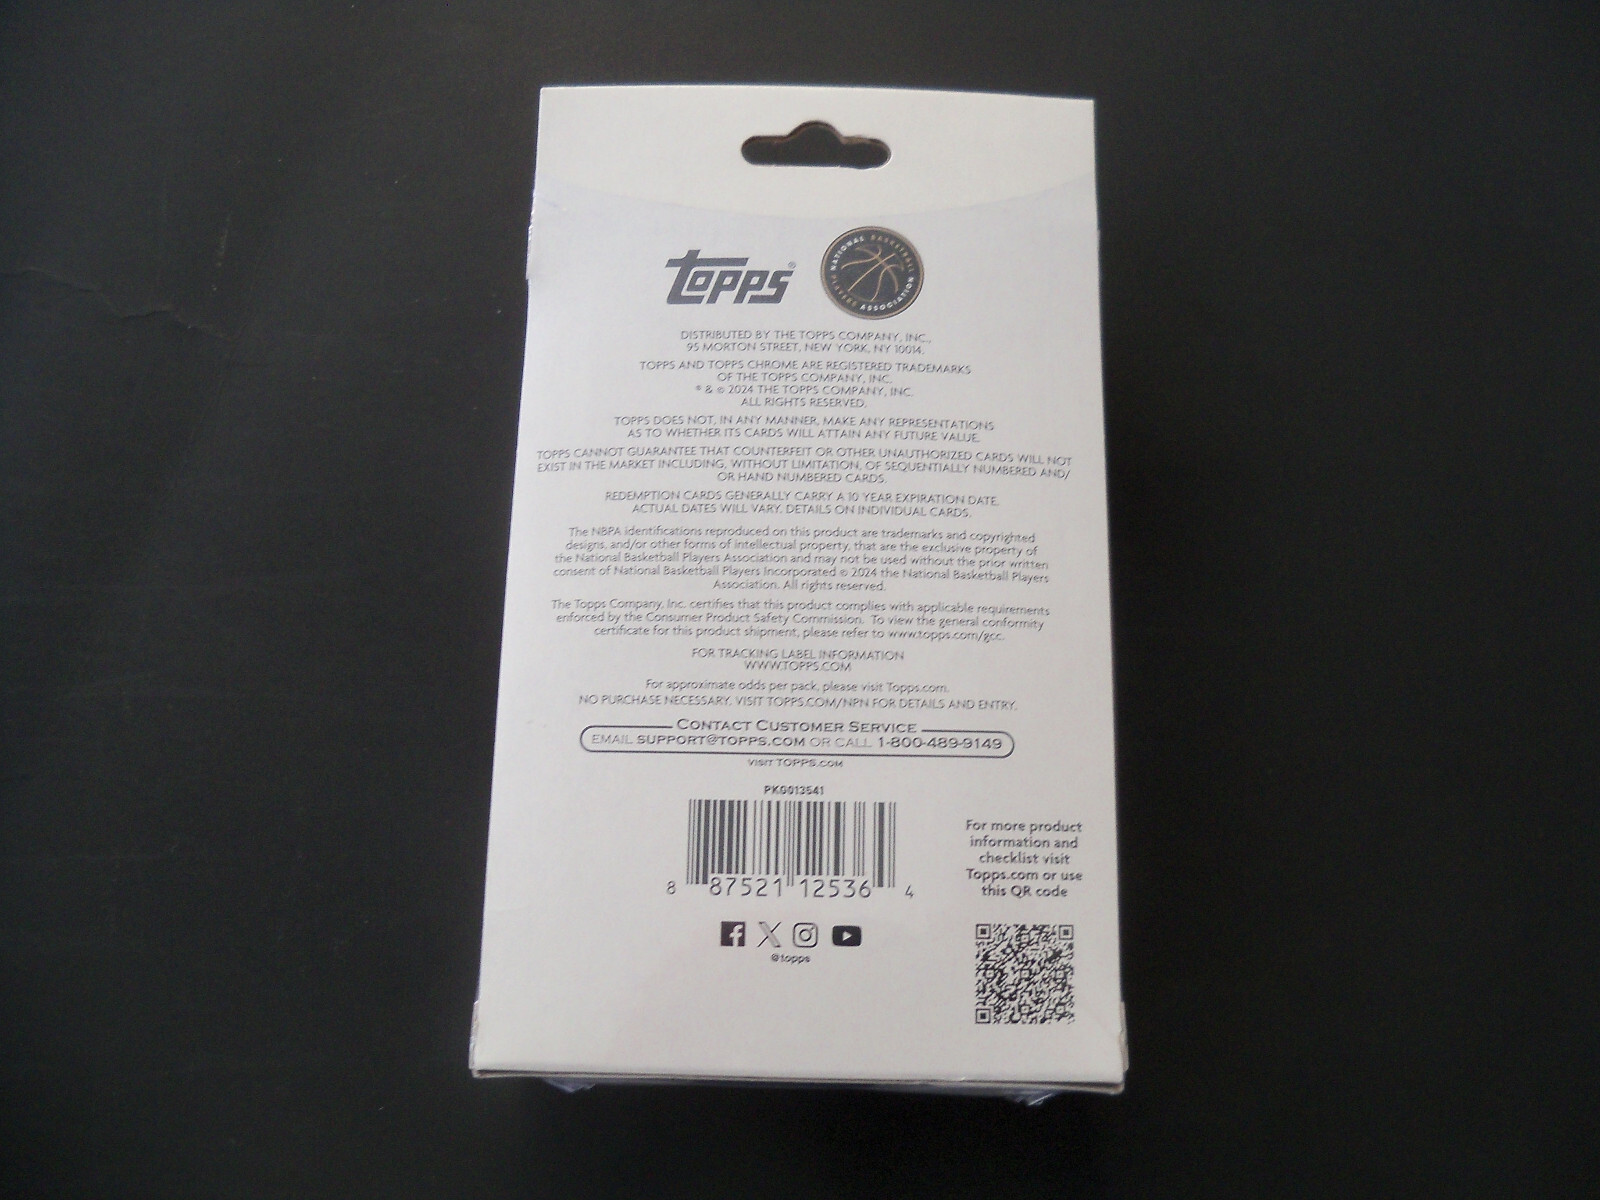 TOPPS®
NATIONAL BASKETBALL PLAYERS ASSOCIATION
DISTRIBUTED BY THE TOPPS COMPANY, INC.,
95 MORTON STREET, NEW YORK, NY 10014.
TOPPS AND TOPPS CHROME ARE REGISTERED TRADEMARKS
OF THE TOPPS COMPANY, INC.
® & © 2024 THE TOPPS COMPANY, INC.
ALL RIGHTS RESERVED.
TOPPS DOES NOT, IN ANY MANNER, MAKE ANY REPRESENTATIONS
AS TO WHETHER ITS CARDS WILL ATTAIN ANY FUTURE VALUE.
TOPPS CANNOT GUARANTEE THAT COUNTERFEIT OR OTHER UNAUTHORIZED CARDS WILL NOT
EXIST IN THE MARKET INCLUDING, WITHOUT LIMITATION, OF SEQUENTIALLY NUMBERED AND/
OR HAND NUMBERED CARDS.
REDEMPTION CARDS GENERALLY CARRY A 10 YEAR EXPIRATION DATE.
ACTUAL DATES WILL VARY. DETAILS ON INDIVIDUAL CARDS.
The NBPA identifications reproduced on this product are trademarks and copyrighted
designs, and/or other forms of intellectual property, that are the exclusive property of
the National Basketball Players Association and may not be used without the prior written
consent of National Basketball Players Incorporated © 2024 the National Basketball Players
Association. All rights reserved.
The Topps Company, Inc. certifies that this product complies with applicable requirements
enforced by the Consumer Product Safety Commission. To view the general conformity
certificate for this product shipment, please refer to www.topps.com/gcc.
FOR TRACKING LABEL INFORMATION
WWW.TOPPS.COM
For approximate odds per pack, please visit Topps.com.
NO PURCHASE NECESSARY. VISIT TOPPS.COM/NPN FOR DETAILS AND ENTRY.
CONTACT CUSTOMER SERVICE
EMAIL SUPPORT@TOPPS.COM OR CALL 1-800-489-9149
VISIT TOPPS.COM
PKG013541
8 87521 12536 4
@topps
For more product
information and
checklist visit
Topps.com or use
this QR code